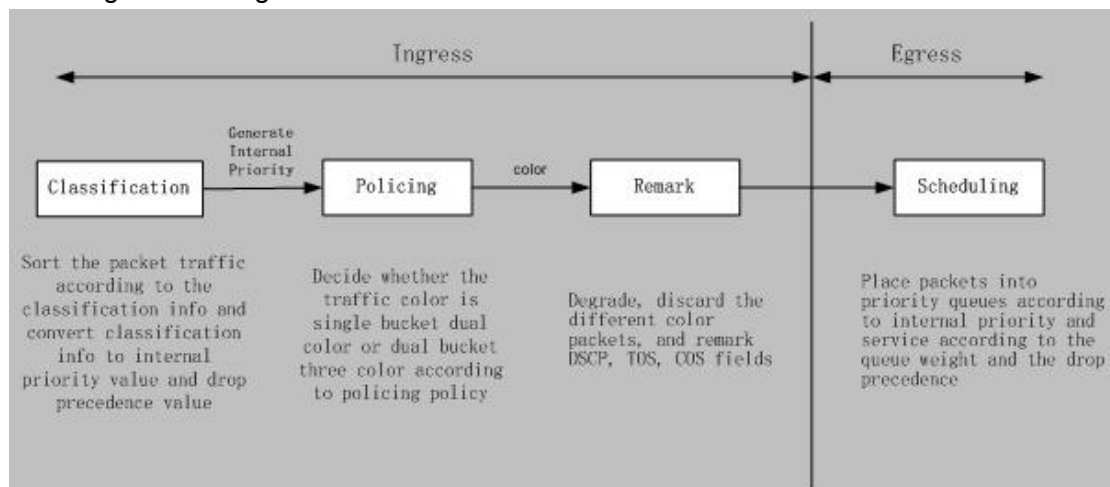 Ingress
Egress
Generate
Internal
Priority
color
Classification
Policing
Remark
Scheduling
Sort the packet traffic
according to the
classification info and
convert classification
info to internal
priority value and drop
precedence value
Decide whether the
traffic color is
single bucket dual
color or dual bucket
three color according
to policing policy
Degrade, discard the
different color
packets, and remark
DSCP, TOS, COS fields
Place packets into
priority queues according
to internal priority and
service according to the
queue weight and the drop
precedence